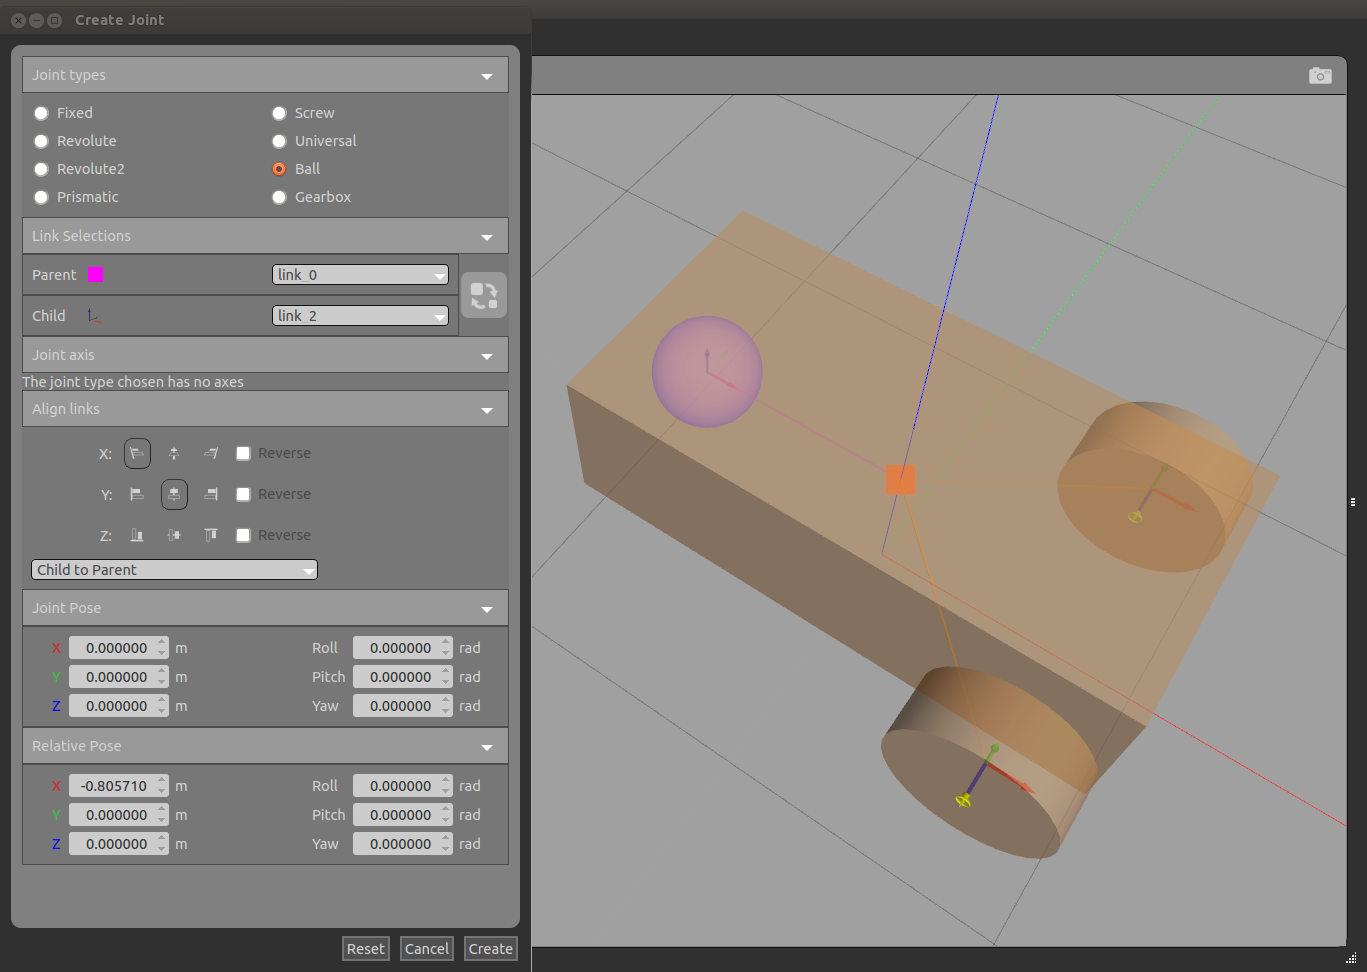 Create Joint
Joint types
Fixed Screw
Revolute Universal
Revolute2 Ball
Prismatic Gearbox
Link Selections
Parent link_0
Child link_2
Joint axis
The joint type chosen has no axes
Align links
X: Reverse
Y: Reverse
Z: Reverse
Child to Parent
Joint Pose
X 0.000000 m Roll 0.000000 rad
Y 0.000000 m Pitch 0.000000 rad
Z 0.000000 m Yaw 0.000000 rad
Relative Pose
X -0.805710 m Roll 0.000000 rad
Y 0.000000 m Pitch 0.000000 rad
Z 0.000000 m Yaw 0.000000 rad
Reset Cancel Create